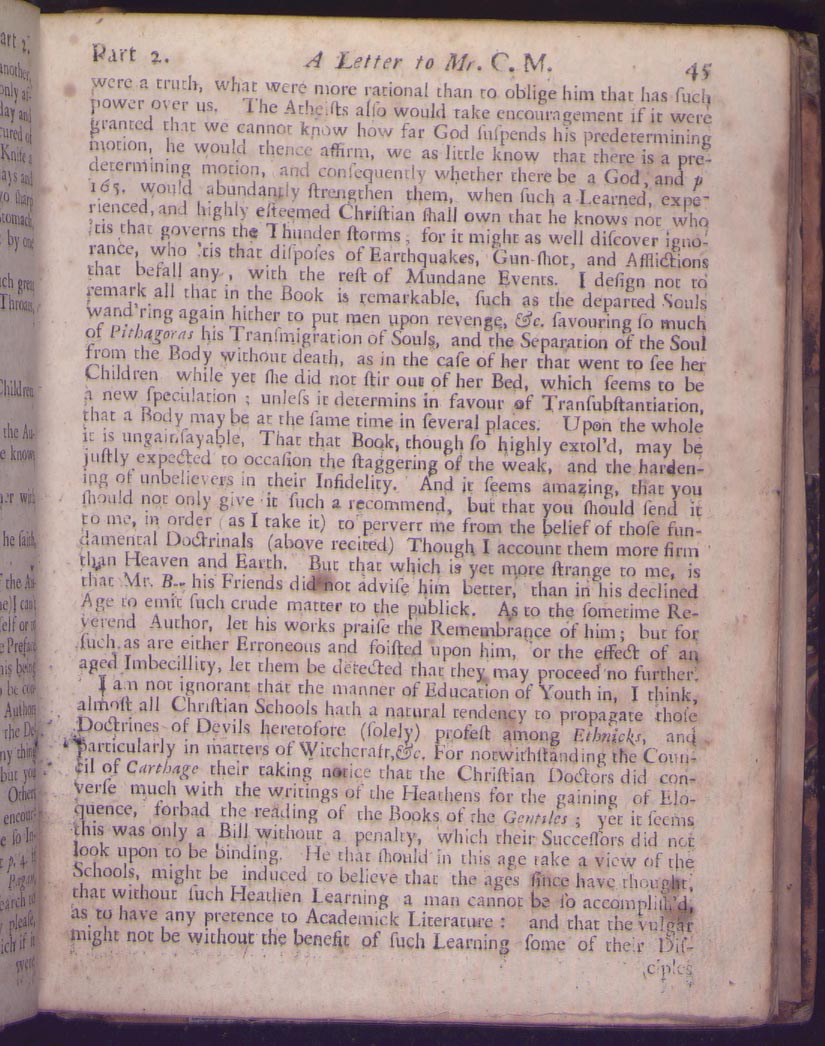 Part 2. A Letter to Mr. C. M. 45
were a truth, what were more rational than to oblige him that has ſuch
power over us. The Atheiſts alſo would take encouragement if it were
granted that we cannot know how far God ſuſpends his predetermining
motion, he would thence affirm, we as little know that there is a pre-
determining motion, and conſequently whether there be a God, and p
165. would abundantly ſtrengthen them, when ſuch a Learned, expe-
rienced, and highly eſteemed Chriſtian ſhall own that he knows not who
'tis that governs the Thunder ſtorms; for it might as well diſcover igno-
rance, who 'tis that diſpoſes of Earthquakes, Gun-ſhot, and Afflictions
that befall any, with the reſt of Mundane Events. I deſign not to
remark all that in the Book is remarkable, ſuch as the departed Souls
wand'ring again hither to put men upon revenge, &c. ſavouring ſo much
of Pithagoras his Tranſmigration of Souls, and the Separation of the Soul
from the Body without death, as in the caſe of her that went to ſee her
Children while yet ſhe did not ſtir out of her Bed, which ſeems to be
a new ſpeculation; unleſs it determins in favour of Tranſubſtantiation,
that a Body may be at the ſame time in ſeveral places. Upon the whole
it is ungainſayable, That that Book, though ſo highly extol'd, may be
juſtly expected to occaſion the ſtaggering of the weak, and the harden-
ing of unbelievers in their Infidelity. And it ſeems amazing, that you
ſhould not only give it ſuch a recommend, but that you ſhould ſend it
to me, in order (as I take it) to pervert me from the belief of thoſe fun-
damental Doctrinals (above recited) Though I account them more firm
than Heaven and Earth. But that which is yet more ſtrange to me, is
that Mr. B-- his Friends did not adviſe him better, than in his declined
Age to emit ſuch crude matter to the publick. As to the ſometime Re-
verend Author, let his works praiſe the Remembrance of him; but for
ſuch as are either Erroneous and foiſted upon him, or the effect of an
aged Imbecillity, let them be detected that they may proceed no further.
I am not ignorant that the manner of Education of Youth in, I think,
almoſt all Chriſtian Schools hath a natural tendency to propagate thoſe
Doctrines of Devils heretofore (ſolely) profeſt among Ethnicks, and
particularly in matters of Witchcraft, &c. For notwithſtanding the Coun-
cil of Carthage their taking notice that the Chriſtian Doctors did con-
verſe much with the writings of the Heathens for the gaining of Elo-
quence, forbad the reading of the Books of the Gentiles; yet it ſeems
this was only a Bill without a penalty, which their Succeſſors did not
look upon to be binding. He that ſhould in this age take a view of the
Schools, might be induced to believe that the ages ſince have thought,
that without ſuch Heathen Learning a man cannot be ſo accompliſh'd,
as to have any pretence to Academick Literature: and that the vulgar
might not be without the benefit of ſuch Learning ſome of their Diſ-
ciples